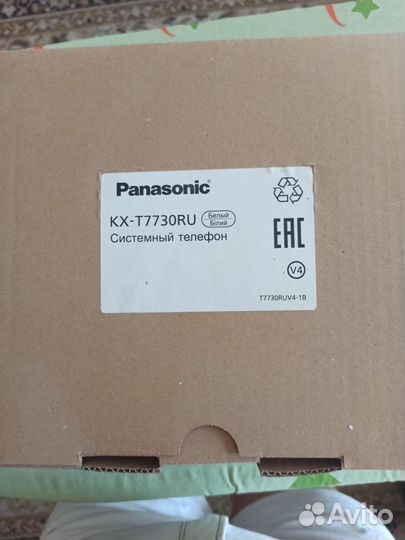 Panasonic
KX-T7730RU Белый
Білий
Системный телефон
EAC
V4
T7730RUV4-1B
Avito